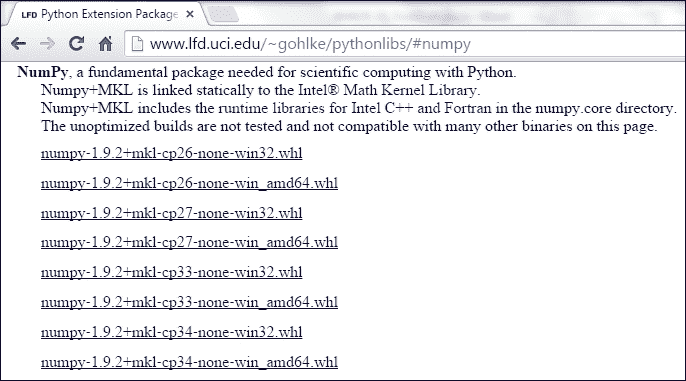 LFD Python Extension Package
www.lfd.uci.edu/~gohlke/pythonlibs/#numpy
NumPy, a fundamental package needed for scientific computing with Python.
Numpy+MKL is linked statically to the Intel® Math Kernel Library.
Numpy+MKL includes the runtime libraries for Intel C++ and Fortran in the numpy.core directory.
The unoptimized builds are not tested and not compatible with many other binaries on this page.
numpy-1.9.2+mkl-cp26-none-win32.whl
numpy-1.9.2+mkl-cp26-none-win_amd64.whl
numpy-1.9.2+mkl-cp27-none-win32.whl
numpy-1.9.2+mkl-cp27-none-win_amd64.whl
numpy-1.9.2+mkl-cp33-none-win32.whl
numpy-1.9.2+mkl-cp33-none-win_amd64.whl
numpy-1.9.2+mkl-cp34-none-win32.whl
numpy-1.9.2+mkl-cp34-none-win_amd64.whl